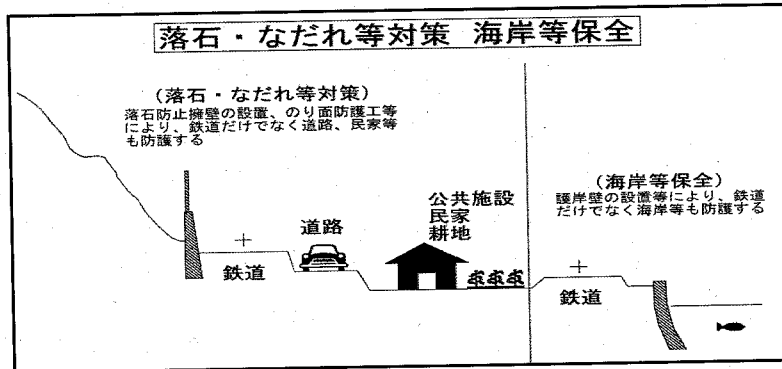 落石・なだれ等対策 海岸等保全
(落石・なだれ等対策)
落石防止擁壁の設置、のり面防護工等
により、鉄道だけでなく道路、民家等
も防護する
道路
鉄道
公共施設
民家
耕地
(海岸等保全)
護岸壁の設置等により、鉄道
だけでなく海岸等も防護する
鉄道